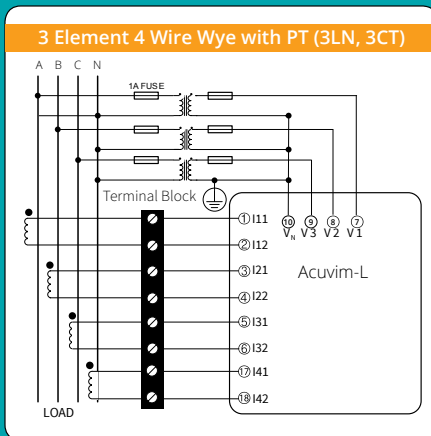 3 Element 4 Wire Wye with PT (3LN, 3CT)
A B C N
1A FUSE
Terminal Block
10 9 8 7
VN V3 V2 V1
Acuvim-L
① I11
② I12
③ I21
④ I22
⑤ I31
⑥ I32
⑰ I41
⑱ I42
LOAD